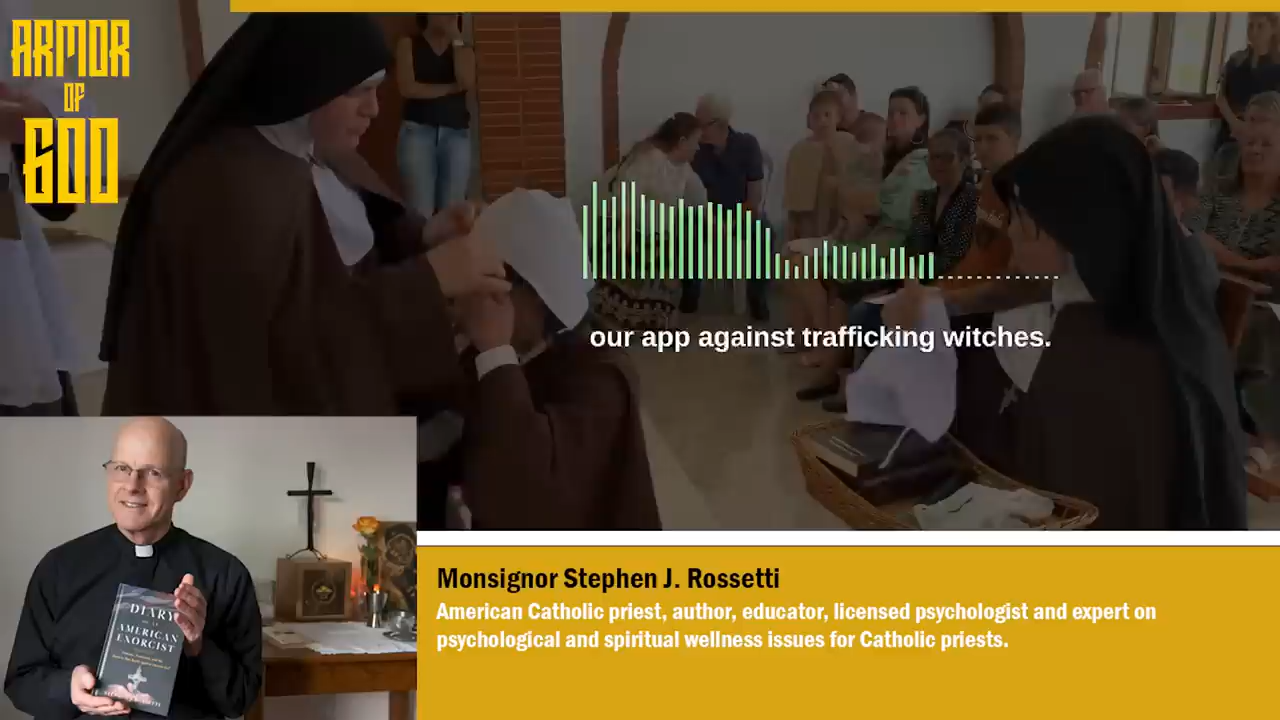 ARMOR
OF
GOD
our app against trafficking witches.
Monsignor Stephen J. Rossetti
American Catholic priest, author, educator, licensed psychologist and expert on
psychological and spiritual wellness issues for Catholic priests.
DIARY
AMERICAN
EXORCIST